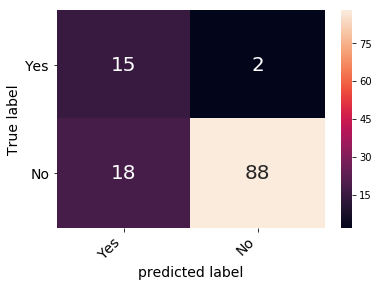 Yes 15 2
No 18 88
Yes No
predicted label
True label
75
60
45
30
15